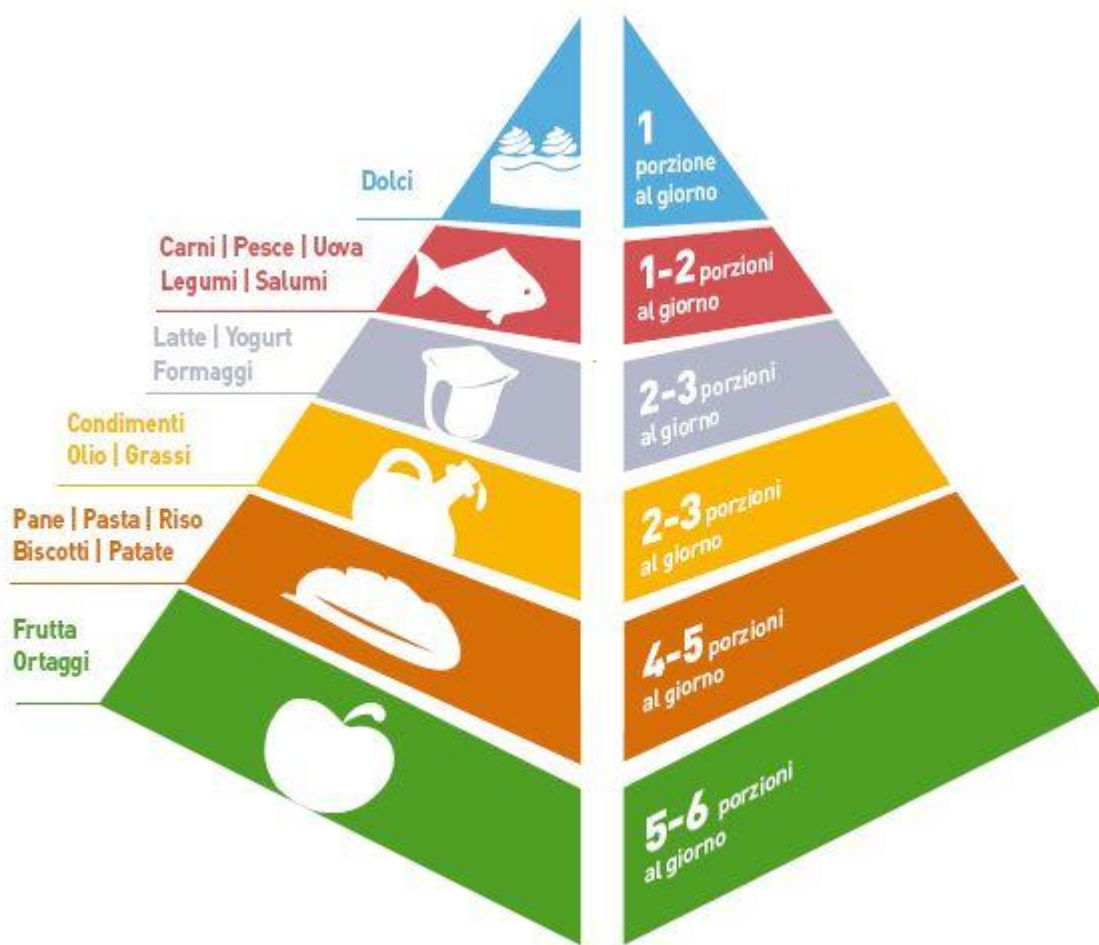 Dolci
1
porzione
al giorno
Carni | Pesce | Uova
Legumi | Salumi
1-2 porzioni
al giorno
Latte | Yogurt
Formaggi
2-3 porzioni
al giorno
Condimenti
Olio | Grassi
2-3 porzioni
al giorno
Pane | Pasta | Riso
Biscotti | Patate
4-5 porzioni
al giorno
Frutta
Ortaggi
5-6 porzioni
al giorno